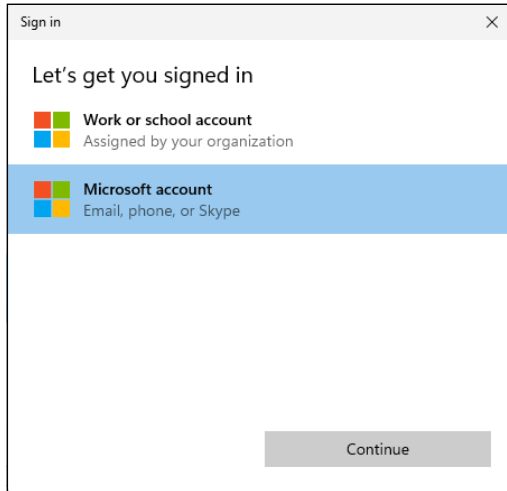 Sign in
Let's get you signed in
Work or school account
Assigned by your organization
Microsoft account
Email, phone, or Skype
Continue